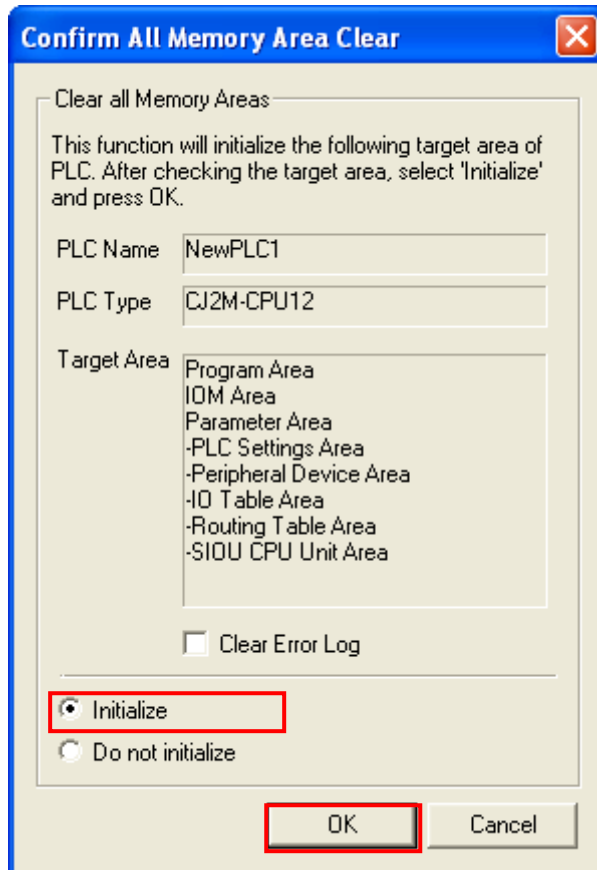 Confirm All Memory Area Clear
Clear all Memory Areas
This function will initialize the following target area of
PLC. After checking the target area, select 'Initialize'
and press OK.
PLC Name NewPLC1
PLC Type CJ2M-CPU12
Target Area Program Area
IOM Area
Parameter Area
-PLC Settings Area
-Peripheral Device Area
-IO Table Area
-Routing Table Area
-SIOU CPU Unit Area
Clear Error Log
Initialize
Do not initialize
OK Cancel